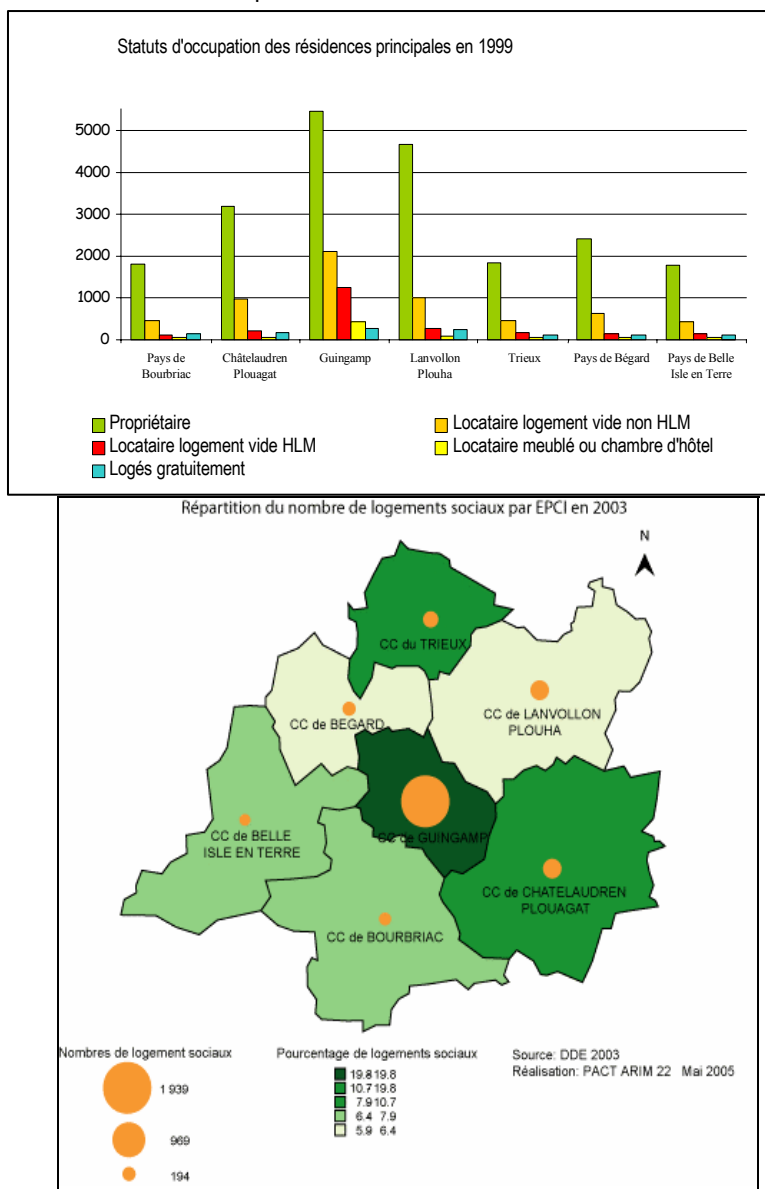 Statuts d'occupation des résidences principales en 1999
5000
4000
3000
2000
1000
0
Pays de Bourbriac
Châtelaudren Plouagat
Guingamp
Lanvollon Plouha
Trieux
Pays de Bégard
Pays de Belle Isle en Terre
Propriétaire
Locataire logement vide non HLM
Locataire logement vide HLM
Locataire meublé ou chambre d'hôtel
Logés gratuitement
Répartition du nombre de logements sociaux par EPCI en 2003
N
CC du TRIEUX
CC de BEGARD
CC de LANVOLLON
PLOUHA
CC de GUINGAMP
CC de BELLE
ISLE EN TERRE
CC de CHATELAUDREN
PLOUAGAT
CC de BOURBRIAC
Nombres de logement sociaux
1 939
969
194
Pourcentage de logements sociaux
19.8 19.8
10.7 19.8
7.9 10.7
6.4 7.9
5.9 6.4
Source: DDE 2003
Réalisation: PACT ARIM 22 Mai 2005